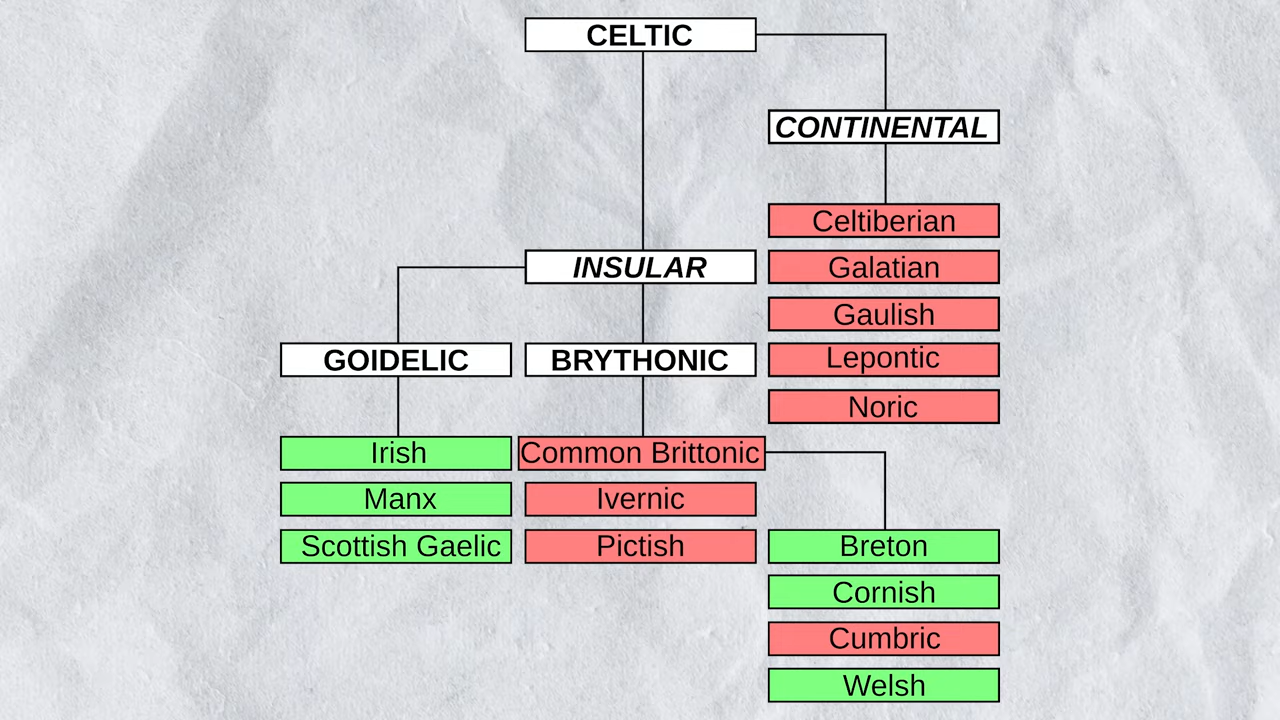 CELTIC
CONTINENTAL
Celtiberian
INSULAR
Galatian
Gaulish
GOIDELIC
BRYTHONIC
Lepontic
Noric
Irish
Common Brittonic
Manx
Ivernic
Scottish Gaelic
Pictish
Breton
Cornish
Cumbric
Welsh